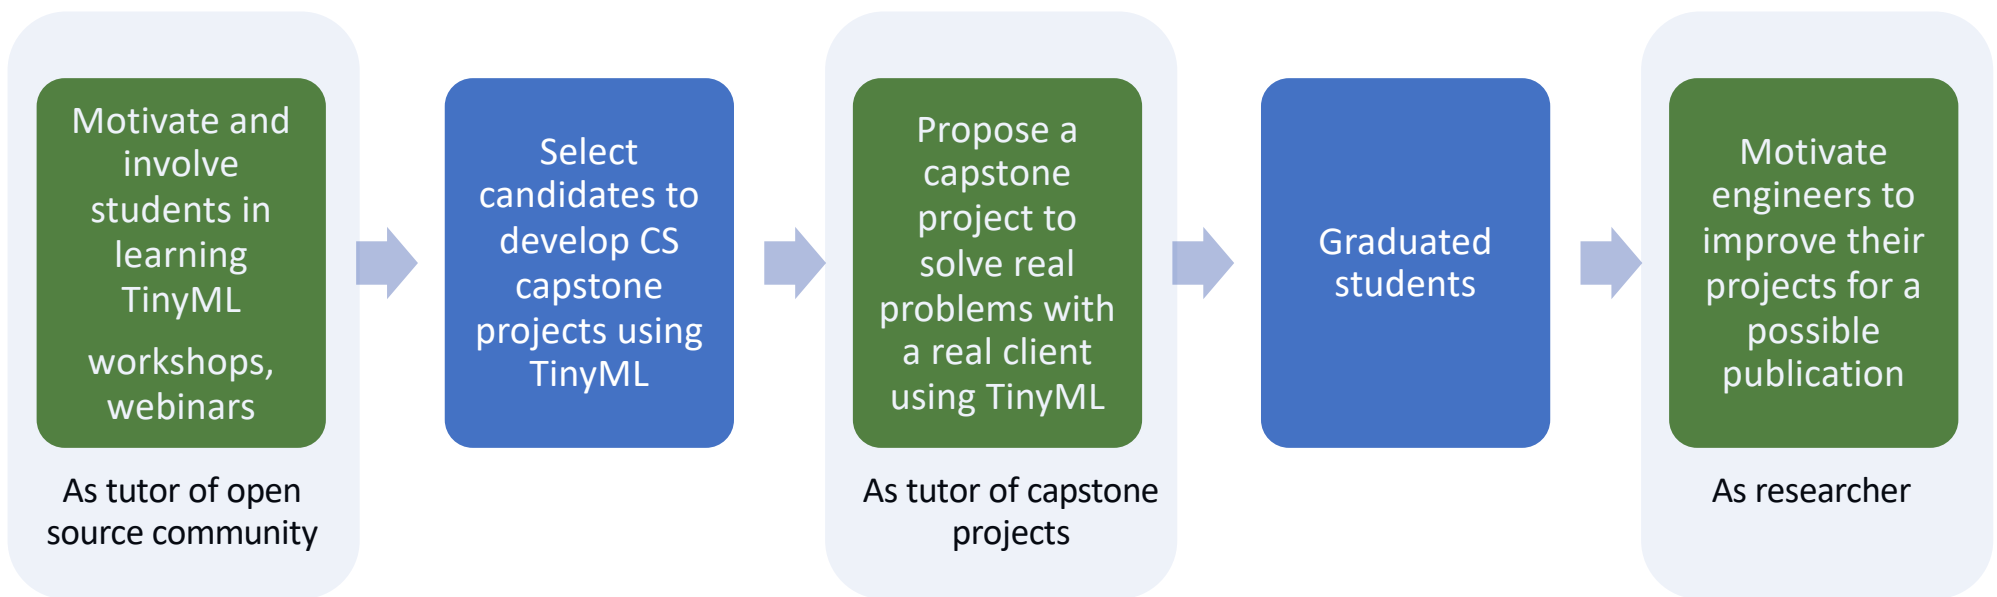 Motivate and
involve
students in
learning
TinyML
workshops,
webinars
As tutor of open
source community
Select
candidates to
develop CS
capstone
projects using
TinyML
Propose a
capstone
project to
solve real
problems with
a real client
using TinyML
As tutor of capstone
projects
Graduated
students
Motivate
engineers to
improve their
projects for a
possible
publication
As researcher